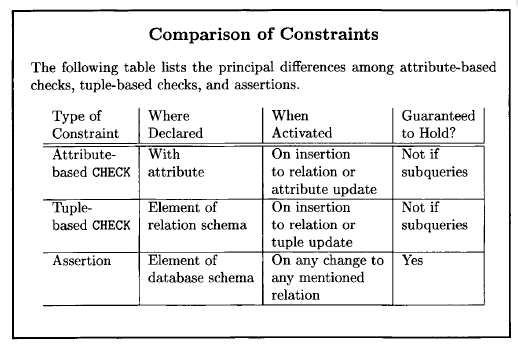 Comparison of Constraints
The following table lists the principal differences among attribute-based
checks, tuple-based checks, and assertions.
Type of Constraint | Where Declared | When Activated | Guaranteed to Hold?
Attribute-based CHECK | With attribute | On insertion to relation or attribute update | Not if subqueries
Tuple-based CHECK | Element of relation schema | On insertion to relation or tuple update | Not if subqueries
Assertion | Element of database schema | On any change to any mentioned relation | Yes